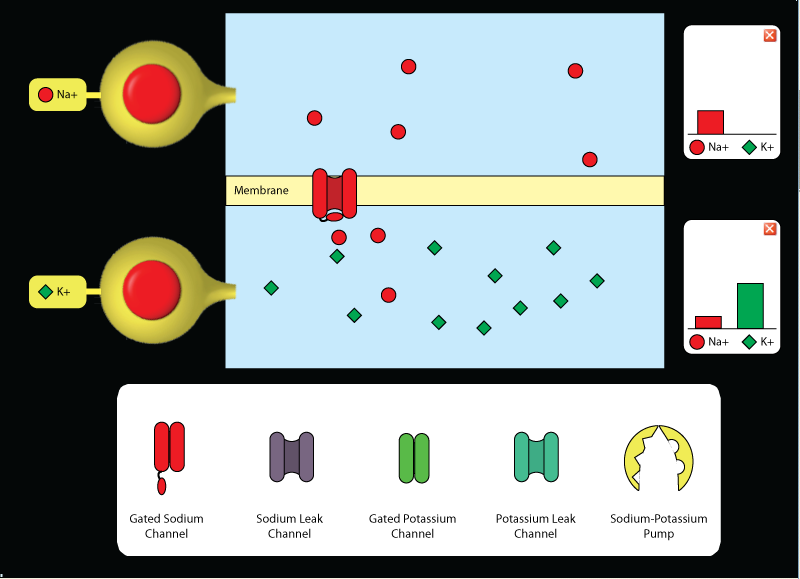 Na+
Membrane
K+
Na+ K+
Na+ K+
Gated Sodium
Channel
Sodium Leak
Channel
Gated Potassium
Channel
Potassium Leak
Channel
Sodium-Potassium
Pump